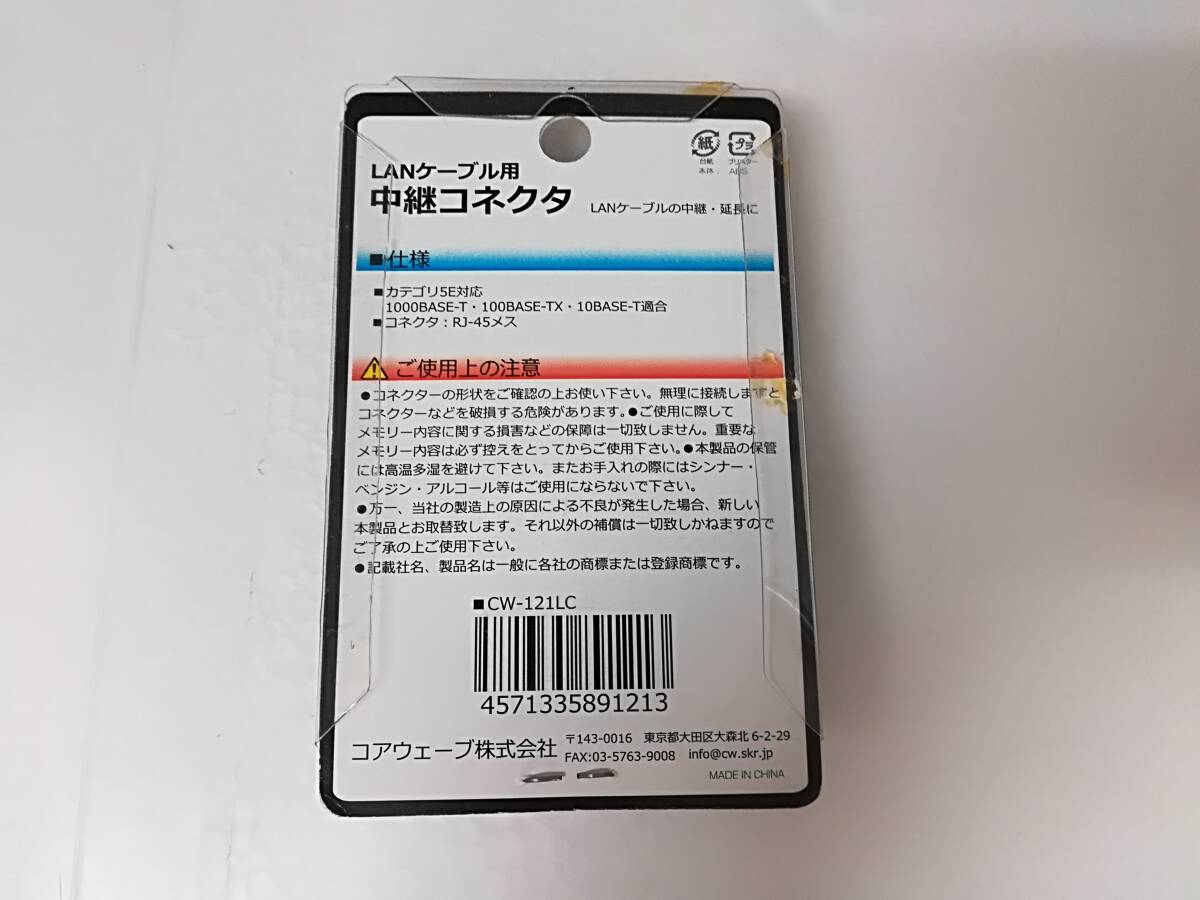 紙
プラ
台紙 ブリスター
本体： ABS
LANケーブル用
中継コネクタ LANケーブルの中継・延長に
■仕様
■カテゴリ5E対応
1000BASE-T・100BASE-TX・10BASE-T適合
■コネクタ：RJ-45メス
ご使用上の注意
●コネクターの形状をご確認の上お使い下さい。無理に接続しますと
コネクターなどを破損する危険があります。●ご使用に際して
メモリー内容に関する損害などの保障は一切致しません。重要な
メモリー内容は必ず控えをとってからご使用下さい。●本製品の保管
には高温多湿を避けて下さい。またお手入れの際にはシンナー・
ベンジン・アルコール等はご使用にならないで下さい。
●万一、当社の製造上の原因による不良が発生した場合、新しい
本製品とお取替致します。それ以外の補償は一切致しかねますので
ご了承の上ご使用下さい。
●記載社名、製品名は一般に各社の商標または登録商標です。
■CW-121LC
4571335891213
コアウェーブ株式会社 〒143-0016 東京都大田区大森北6-2-29
FAX:03-5763-9008 info@cw.skr.jp
MADE IN CHINA